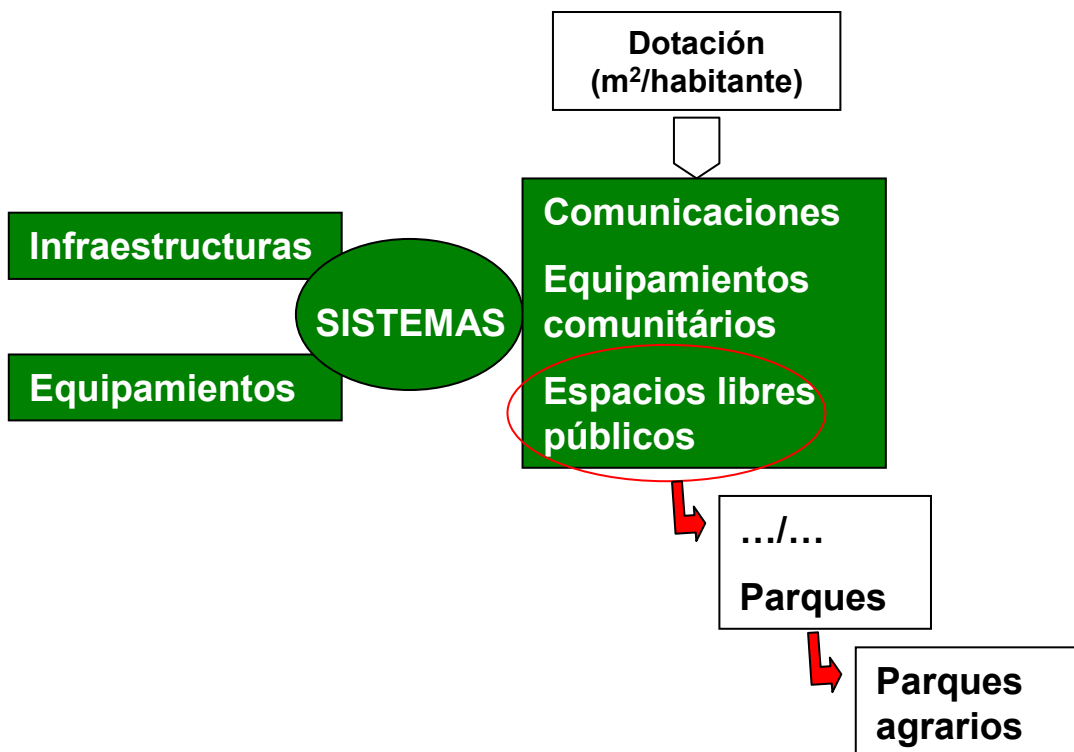 Dotación
(m²/habitante)
Comunicaciones
Infraestructuras
Equipamientos
comunitários
SISTEMAS
Equipamientos
Espacios libres
públicos
…/…
Parques
Parques
agrarios